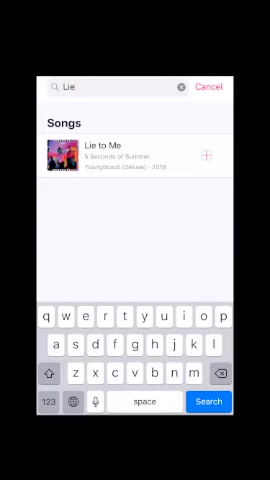 Lie
Cancel
Songs
Lie to Me
5 Seconds of Summer
Youngblood (Deluxe) - 2018
q w e r t y u i o p
a s d f g h j k l
z x c v b n m
123
space
Search